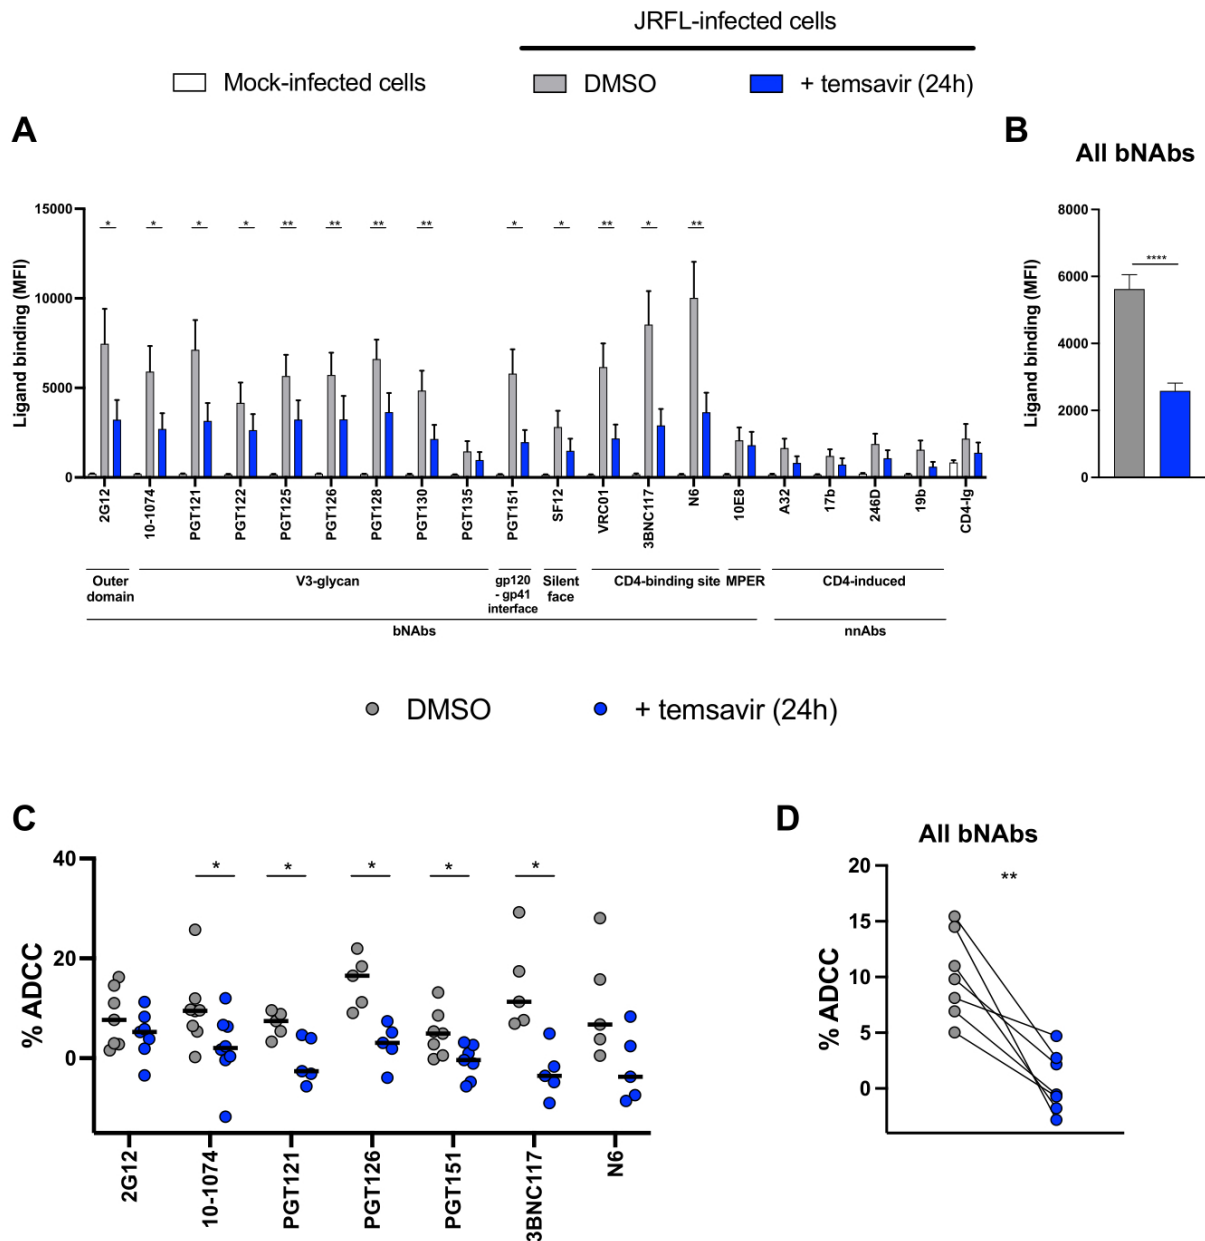 JRFL-infected cells
Mock-infected cells
DMSO
+ temsavir (24h)
A
B
All bNAbs
Ligand binding (MFI)
15000
10000
5000
0
* * * * ** ** ** ** * * ** * **
2G12
10-1074
PGT121
PGT122
PGT125
PGT126
PGT128
PGT130
PGT135
PGT151
SF12
VRC01
3BNC117
N6
10E8
A32
17b
246D
19b
CD4-Ig
Outer domain
V3-glycan
gp120 - gp41 interface
Silent face
CD4-binding site
MPER
CD4-induced
bNAbs
nnAbs
Ligand binding (MFI)
8000
6000
4000
2000
0
****
DMSO
+ temsavir (24h)
C
% ADCC
40
20
0
* * * * *
2G12
10-1074
PGT121
PGT126
PGT151
3BNC117
N6
D
All bNAbs
% ADCC
20
15
10
5
0
**